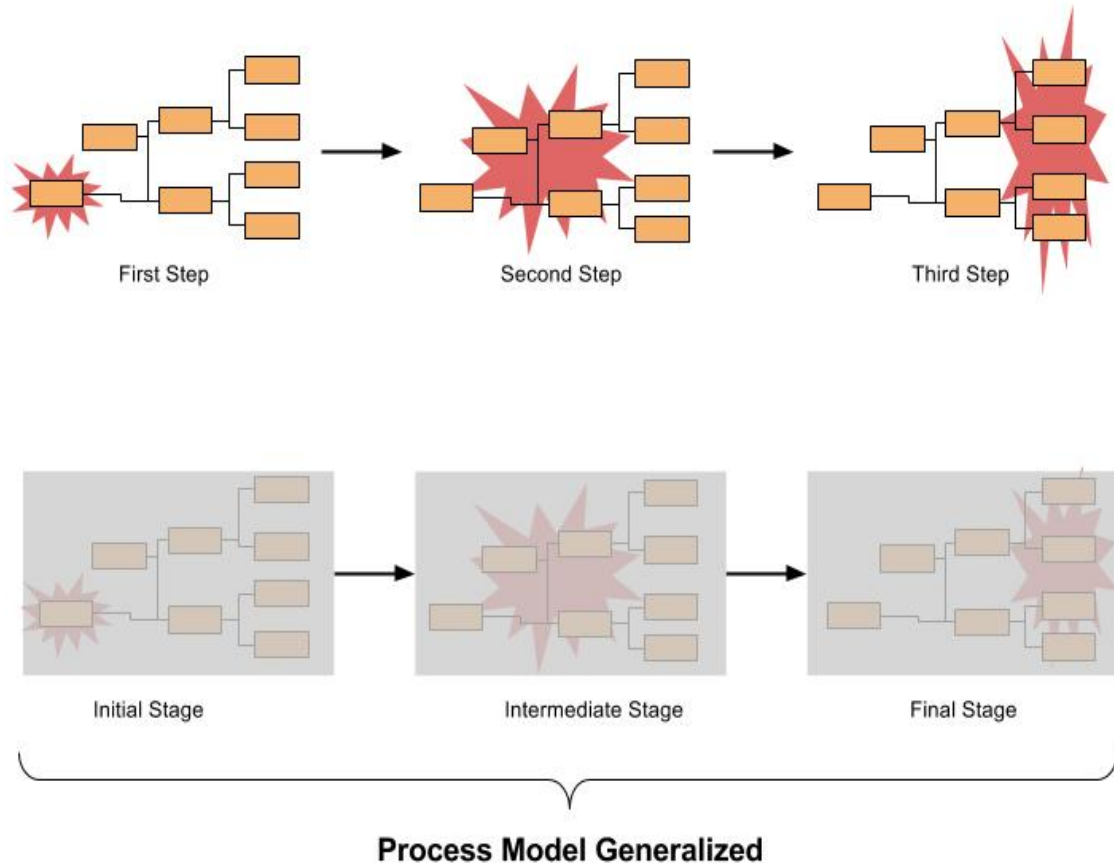 First Step
Second Step
Third Step
Initial Stage
Intermediate Stage
Final Stage
Process Model Generalized